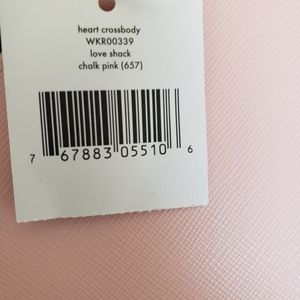 heart crossbody
WKR00339
love shack
chalk pink (657)
7 67883 05510 6